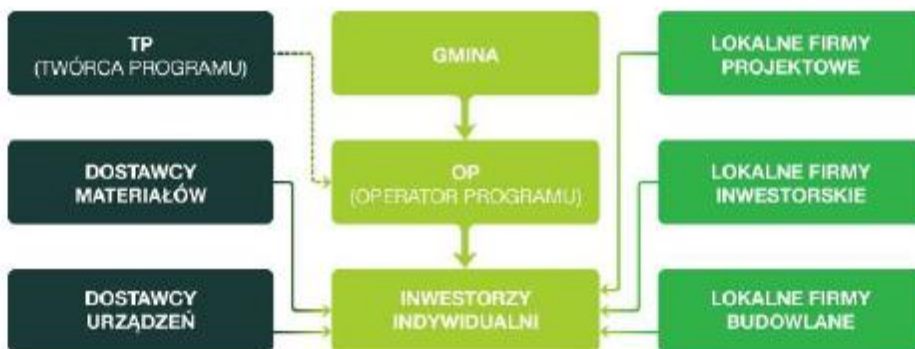 TP
(TWÓRCA PROGRAMU)
GMINA
LOKALNE FIRMY
PROJEKTOWE
DOSTAWCY
MATERIAŁÓW
OP
(OPERATOR PROGRAMU)
LOKALNE FIRMY
INWESTORSKIE
DOSTAWCY
URZĄDZEŃ
INWESTORZY
INDYWIDUALNI
LOKALNE FIRMY
BUDOWLANE